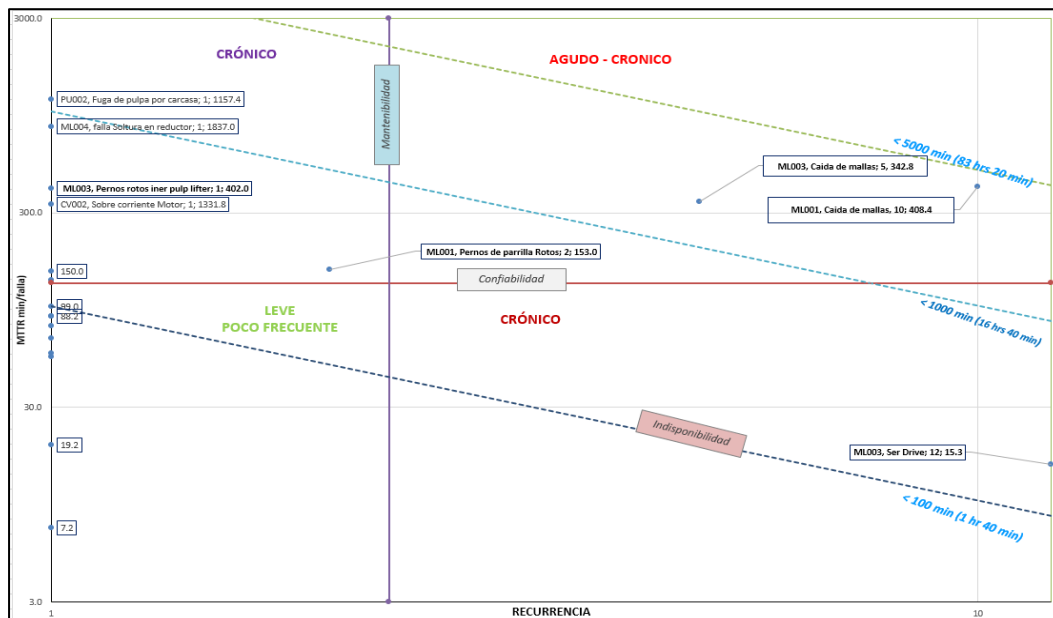 3000.0
CRÓNICO
AGUDO - CRONICO
Mantenibilidad
PU002, Fuga de pulpa por carcasa; 1; 1157.4
ML004, falla Soltura en reductor; 1; 1837.0
< 5000 min (83 hrs 20 min)
ML003, Caida de mallas; 5, 342.8
ML003, Pernos rotos iner pulp lifter; 1; 402.0
CV002, Sobre corriente Motor; 1; 1331.8
ML001, Caida de mallas, 10; 408.4
300.0
ML001, Pernos de parrilla Rotos; 2; 153.0
150.0
Confiabilidad
MTTR min/falla)
89.0
LEVE
POCO FRECUENTE
CRÓNICO
88.2
< 1000 min (16 hrs 40 min)
30.0
Indisponibilidad
19.2
ML003, Ser Drive; 12; 15.3
< 100 min (1 hr 40 min)
7.2
3.0
1
RECURRENCIA
10